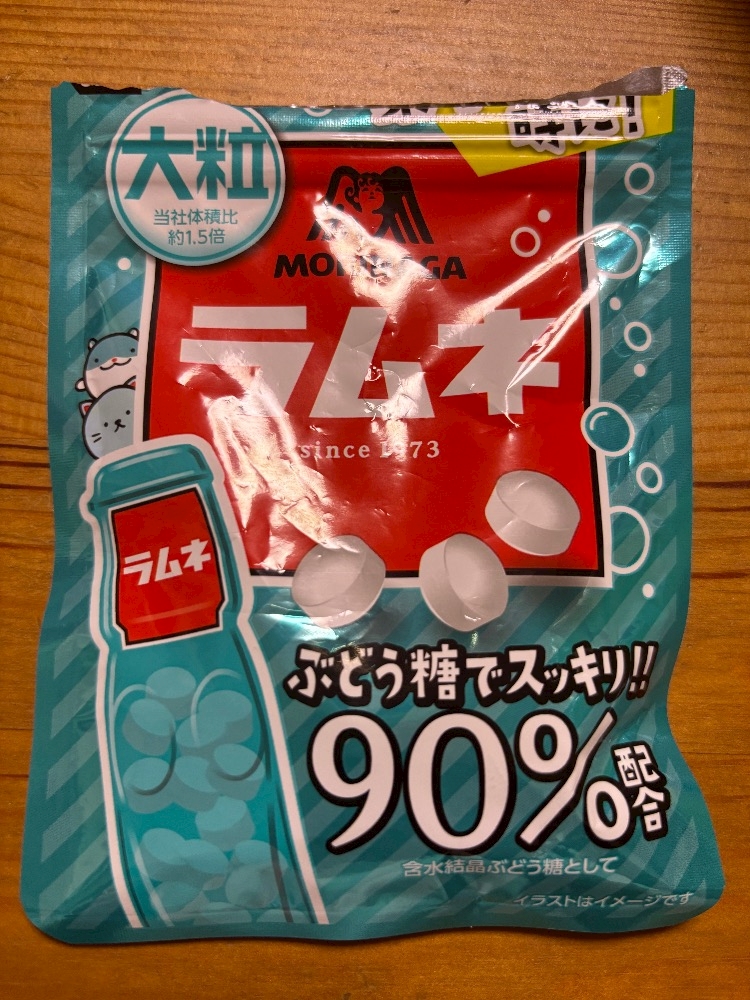 大粒
当社体積比
約1.5倍
MORINAGA
ラムネ
since 1973
ラムネ
ぶどう糖でスッキリ!!
90%配合
含水結晶ぶどう糖として
イラストはイメージです